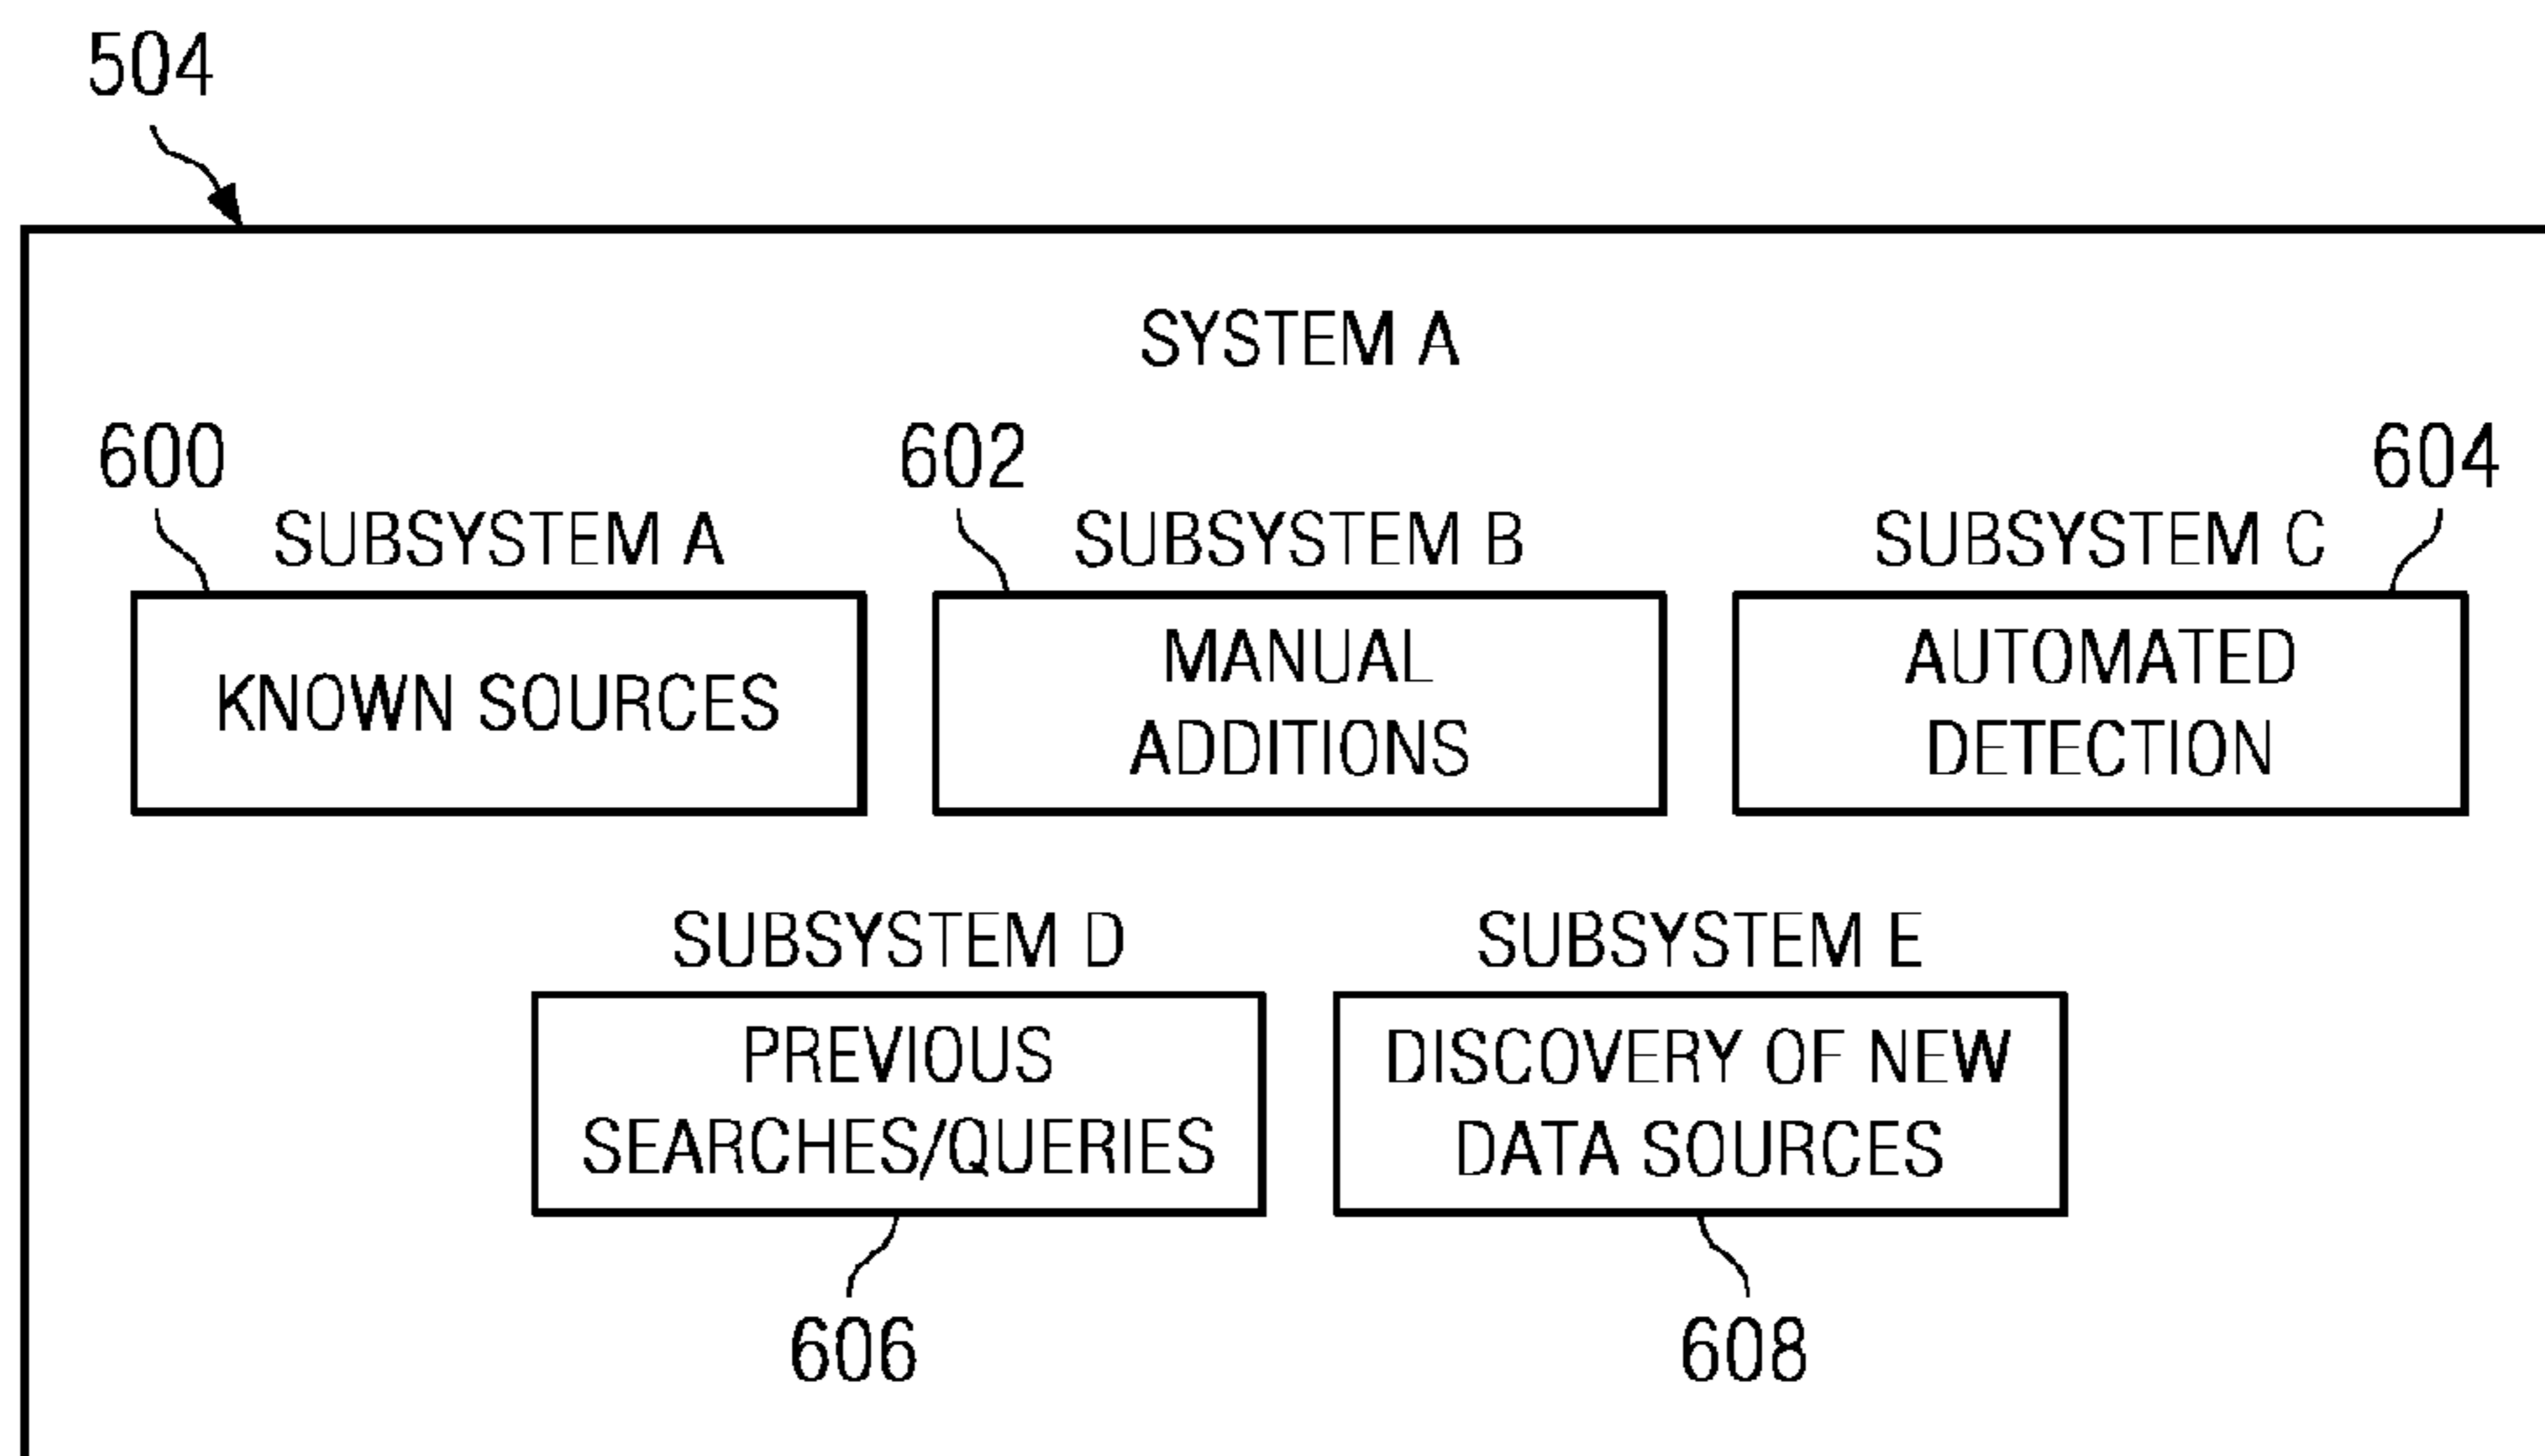 504
SYSTEM A
600
602
604
SUBSYSTEM A
SUBSYSTEM B
SUBSYSTEM C
KNOWN SOURCES
MANUAL
ADDITIONS
AUTOMATED
DETECTION
SUBSYSTEM D
SUBSYSTEM E
PREVIOUS
SEARCHES/QUERIES
DISCOVERY OF NEW
DATA SOURCES
606
608